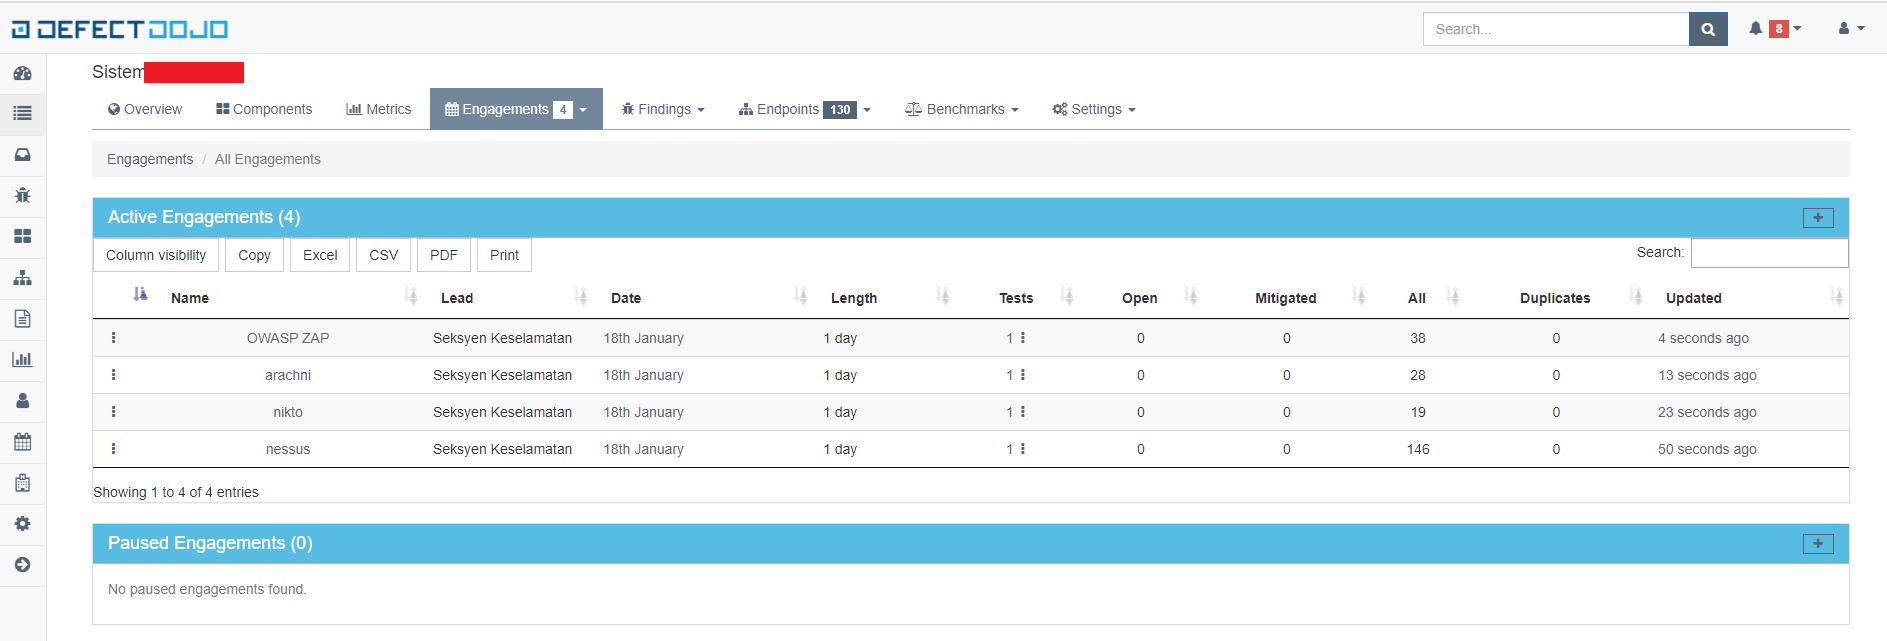 DEFECTDOJO
Search...
8
Sistem
Overview
Components
Metrics
Engagements 4
Findings
Endpoints 130
Benchmarks
Settings
Engagements / All Engagements
Active Engagements (4)
+
Column visibility
Copy
Excel
CSV
PDF
Print
Search:
Name Lead Date Length Tests Open Mitigated All Duplicates Updated
OWASP ZAP Seksyen Keselamatan 18th January 1 day 1 0 0 38 0 4 seconds ago
arachni Seksyen Keselamatan 18th January 1 day 1 0 0 28 0 13 seconds ago
nikto Seksyen Keselamatan 18th January 1 day 1 0 0 19 0 23 seconds ago
nessus Seksyen Keselamatan 18th January 1 day 1 0 0 146 0 50 seconds ago
Showing 1 to 4 of 4 entries
Paused Engagements (0)
+
No paused engagements found.